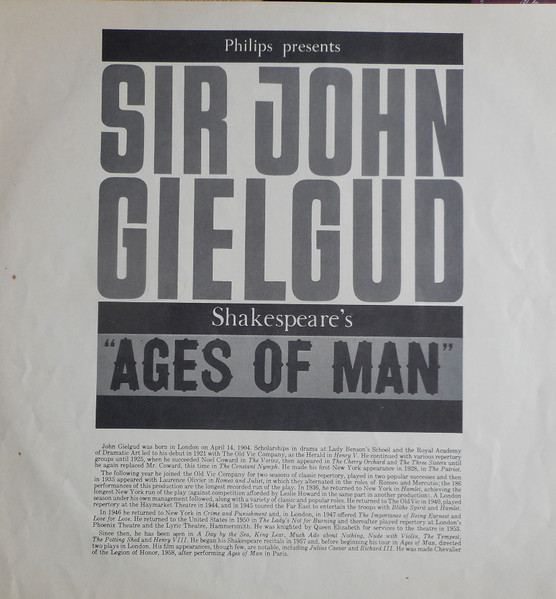 Philips presents
SIR JOHN
GIELGUD
Shakespeare's
"AGES OF MAN"
John Gielgud was born in London on April 14, 1904. Scholarships in drama at Lady Benson's School and the Royal Academy
of Dramatic Art led to his debut in 1921 with The Old Vic Company, as the Herald in Henry V. He continued with various repertory
groups until 1925, when he succeeded Noel Coward in The Vortex, then appeared in The Cherry Orchard and The Three Sisters until
he again replaced Mr. Coward, this time in The Constant Nymph. He made his first New York appearance in 1928, in The Patriot.
The following year he joined the Old Vic Company for two seasons of classic repertory, played in two popular successes and then
in 1935 appeared with Laurence Olivier in Romeo and Juliet, in which they alternated the roles of Romeo and Mercutio; the 186
performances of this production are the longest recorded run of the play. In 1936, he returned to New York in Hamlet, achieving the
longest New York run of the play (against competition afforded by Leslie Howard in the same part in another production). A London
season under his own management followed, along with a variety of classic and popular roles. He returned to The Old Vic in 1940, played
repertory at the Haymarket Theatre in 1944, and in 1945 toured the Far East to entertain the troops with Blithe Spirit and Hamlet.
In 1946 he returned to New York in Crime and Punishment and, in London, in 1947 offered The Importance of Being Earnest and
Love for Love. He returned to the United States in 1950 in The Lady's Not for Burning and thereafter played repertory at London's
Phoenix Theatre and the Lyric Theatre, Hammersmith. He was knighted by Queen Elizabeth for services to the theatre in 1953.
Since then, he has been seen in A Day by the Sea, King Lear, Much Ado about Nothing, Nude with Violin, The Tempest,
The Potting Shed and Henry VIII. He began his Shakespeare recitals in 1957 and, before beginning his tour in Ages of Man, directed
two plays in London. His film appearances, though few, are notable, including Julius Caesar and Richard III. He was made Chevalier
of the Legion of Honor, 1958, after performing Ages of Man in Paris.